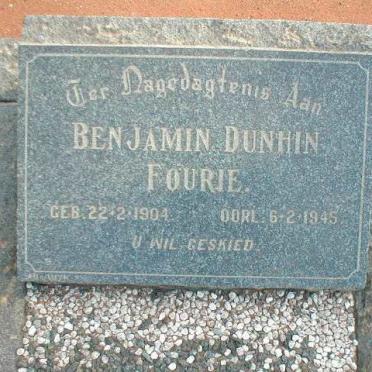 Ter Nagedagtenis Aan
BENJAMIN DUNHIN
FOURIE.
GEB. 22-2-1904. OORL. 6-2-1945
U WIL GESKIED.